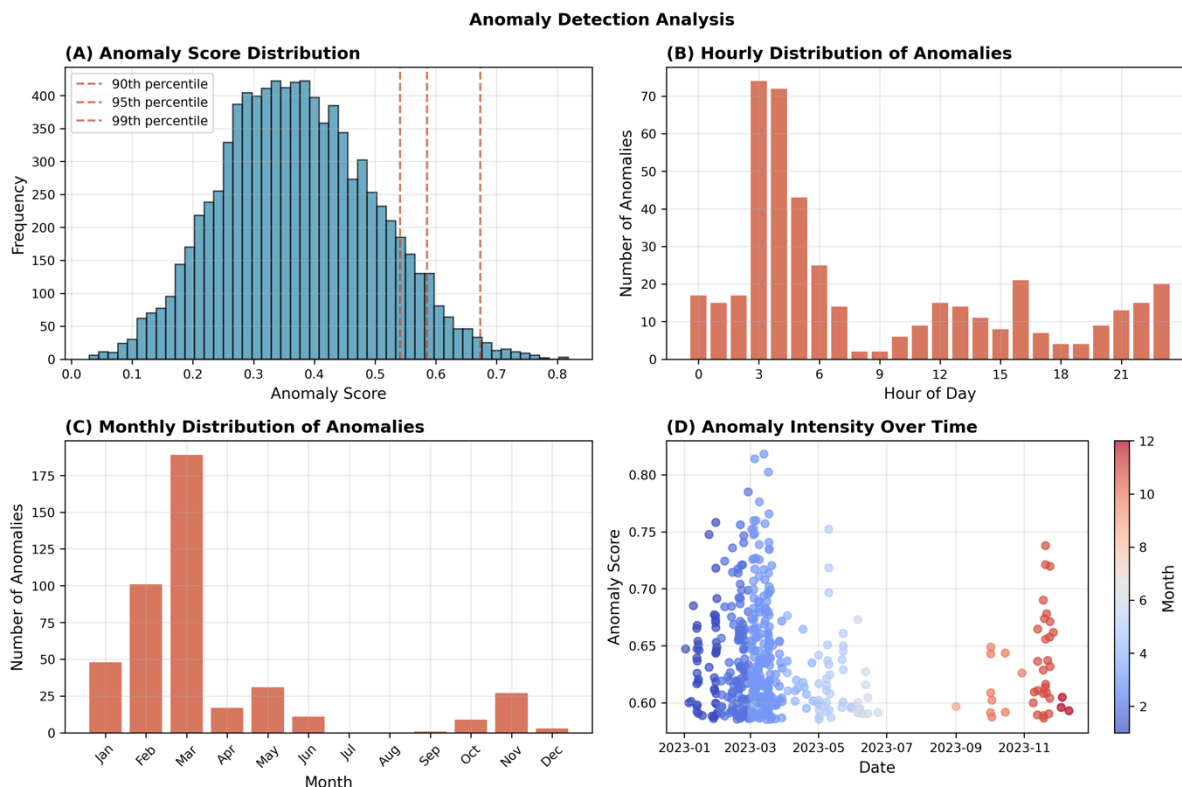 Anomaly Detection Analysis
(A) Anomaly Score Distribution
90th percentile
95th percentile
99th percentile
400
350
300
250
200
150
100
50
0
Frequency
0.0 0.1 0.2 0.3 0.4 0.5 0.6 0.7 0.8
Anomaly Score
(B) Hourly Distribution of Anomalies
70
60
50
40
30
20
10
0
Number of Anomalies
0 3 6 9 12 15 18 21
Hour of Day
(C) Monthly Distribution of Anomalies
175
150
125
100
75
50
25
0
Number of Anomalies
Jan Feb Mar Apr May Jun Jul Aug Sep Oct Nov Dec
Month
(D) Anomaly Intensity Over Time
0.80
0.75
0.70
0.65
0.60
Anomaly Score
2023-01 2023-03 2023-05 2023-07 2023-09 2023-11
Date
12
10
8
6
4
2
Month